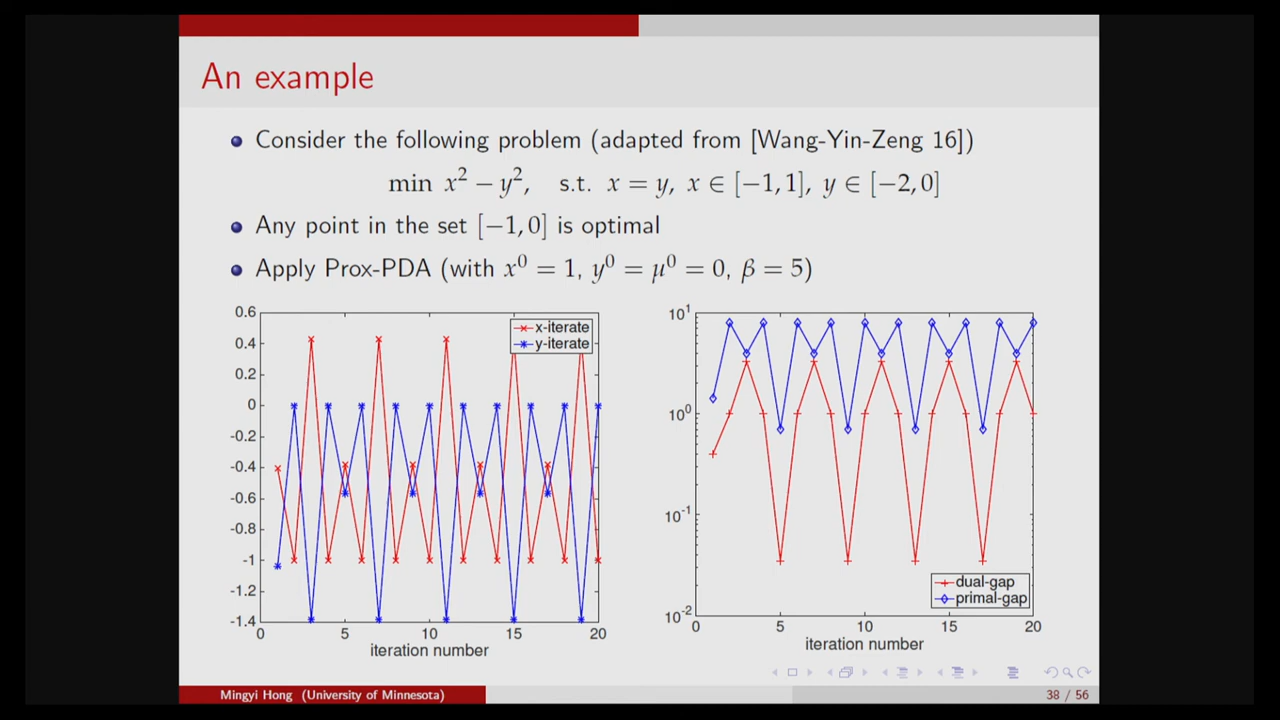 An example
Consider the following problem (adapted from [Wang-Yin-Zeng 16])
min x² − y², s.t. x = y, x ∈ [−1, 1], y ∈ [−2, 0]
Any point in the set [−1, 0] is optimal
Apply Prox-PDA (with x⁰ = 1, y⁰ = μ⁰ = 0, β = 5)
0.6
0.4
0.2
0
-0.2
-0.4
-0.6
-0.8
-1
-1.2
-1.4
0 5 10 15 20
iteration number
x-iterate
y-iterate
10¹
10⁰
10⁻¹
10⁻²
0 5 10 15 20
iteration number
dual-gap
primal-gap
Mingyi Hong (University of Minnesota)
38 / 56